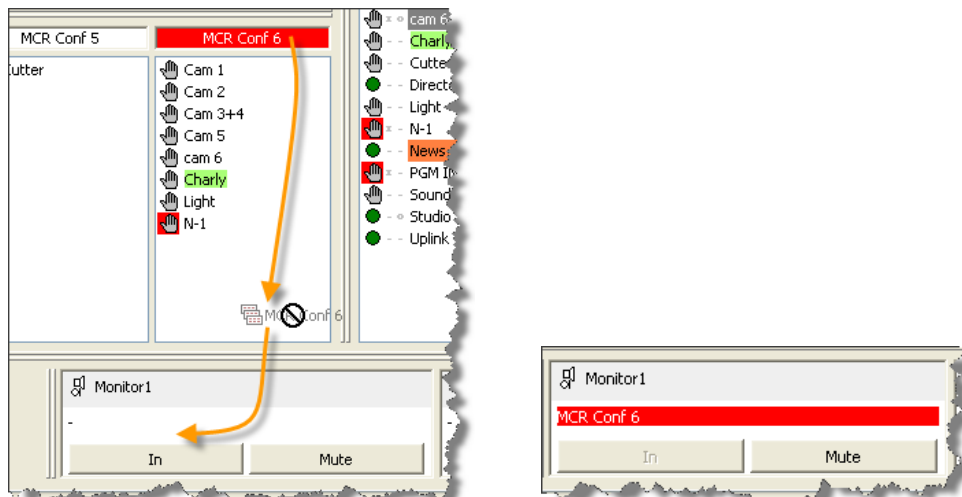 MCR Conf 5
MCR Conf 6
Cutter
Cam 1
Cam 2
Cam 3+4
Cam 5
cam 6
Charly
Light
N-1
MCR Conf 6
cam 6
Charly
Cutte
Directo
Light
N-1
News
PGM IN
Sound
Studio
Uplink
Monitor1
-
In
Mute
Monitor1
MCR Conf 6
In
Mute